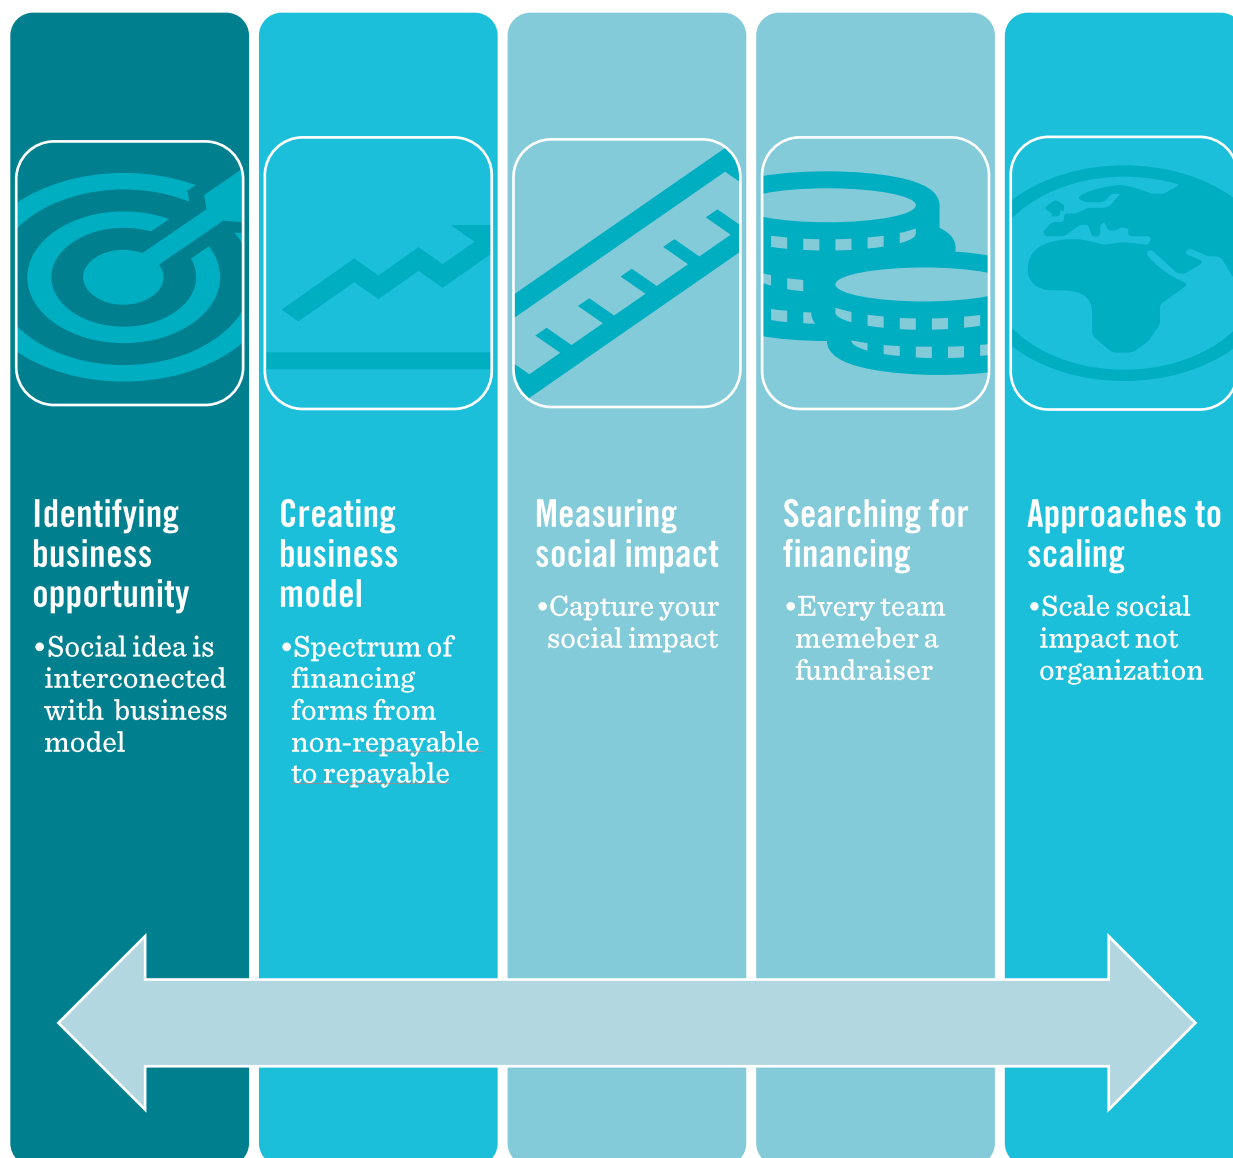 Identifying
business
opportunity
•Social idea is
interconected
with business
model
Creating
business
model
•Spectrum of
financing
forms from
non-repayable
to repayable
Measuring
social impact
•Capture your
social impact
Searching for
financing
•Every team
memeber a
fundraiser
Approaches to
scaling
•Scale social
impact not
organization